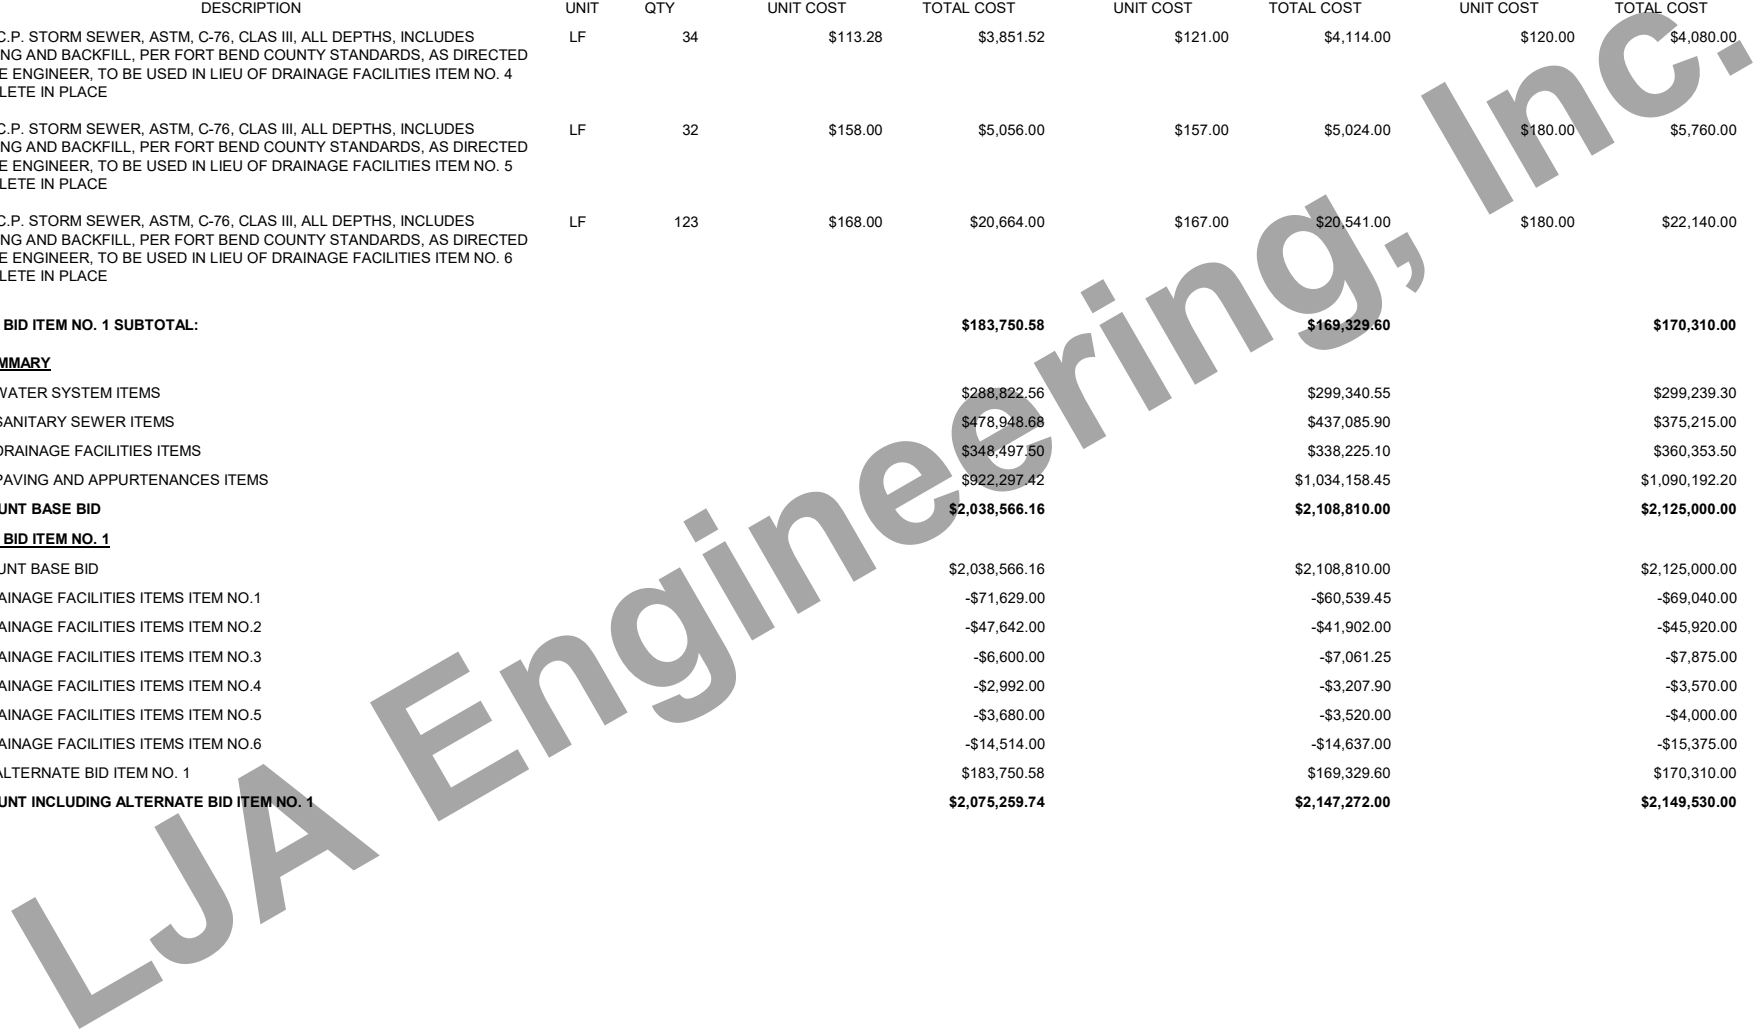 DESCRIPTION UNIT QTY UNIT COST TOTAL COST UNIT COST TOTAL COST UNIT COST TOTAL COST
C.P. STORM SEWER, ASTM, C-76, CLAS III, ALL DEPTHS, INCLUDES LF 34 $113.28 $3,851.52 $121.00 $4,114.00 $120.00 $4,080.00
NG AND BACKFILL, PER FORT BEND COUNTY STANDARDS, AS DIRECTED
E ENGINEER, TO BE USED IN LIEU OF DRAINAGE FACILITIES ITEM NO. 4
LETE IN PLACE
C.P. STORM SEWER, ASTM, C-76, CLAS III, ALL DEPTHS, INCLUDES LF 32 $158.00 $5,056.00 $157.00 $5,024.00 $180.00 $5,760.00
NG AND BACKFILL, PER FORT BEND COUNTY STANDARDS, AS DIRECTED
E ENGINEER, TO BE USED IN LIEU OF DRAINAGE FACILITIES ITEM NO. 5
LETE IN PLACE
C.P. STORM SEWER, ASTM, C-76, CLAS III, ALL DEPTHS, INCLUDES LF 123 $168.00 $20,664.00 $167.00 $20,541.00 $180.00 $22,140.00
NG AND BACKFILL, PER FORT BEND COUNTY STANDARDS, AS DIRECTED
E ENGINEER, TO BE USED IN LIEU OF DRAINAGE FACILITIES ITEM NO. 6
LETE IN PLACE
BID ITEM NO. 1 SUBTOTAL: $183,750.58 $169,329.60 $170,310.00
MMARY
WATER SYSTEM ITEMS $288,822.56 $299,340.55 $299,239.30
SANITARY SEWER ITEMS $478,948.68 $437,085.90 $375,215.00
DRAINAGE FACILITIES ITEMS $348,497.50 $338,225.10 $360,353.50
PAVING AND APPURTENANCES ITEMS $922,297.42 $1,034,158.45 $1,090,192.20
UNT BASE BID $2,038,566.16 $2,108,810.00 $2,125,000.00
BID ITEM NO. 1
UNT BASE BID $2,038,566.16 $2,108,810.00 $2,125,000.00
AINAGE FACILITIES ITEMS ITEM NO.1 -$71,629.00 -$60,539.45 -$69,040.00
AINAGE FACILITIES ITEMS ITEM NO.2 -$47,642.00 -$41,902.00 -$45,920.00
AINAGE FACILITIES ITEMS ITEM NO.3 -$6,600.00 -$7,061.25 -$7,875.00
AINAGE FACILITIES ITEMS ITEM NO.4 -$2,992.00 -$3,207.90 -$3,570.00
AINAGE FACILITIES ITEMS ITEM NO.5 -$3,680.00 -$3,520.00 -$4,000.00
AINAGE FACILITIES ITEMS ITEM NO.6 -$14,514.00 -$14,637.00 -$15,375.00
ALTERNATE BID ITEM NO. 1 $183,750.58 $169,329.60 $170,310.00
UNT INCLUDING ALTERNATE BID ITEM NO. 1 $2,075,259.74 $2,147,272.00 $2,149,530.00
LJA Engineering, Inc.